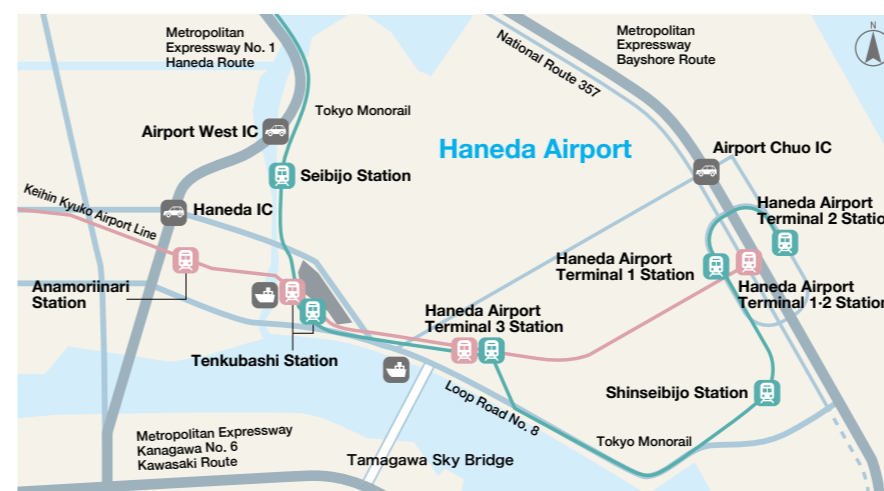 Metropolitan
Expressway No. 1
Haneda Route
National Route 357
Metropolitan
Expressway
Bayshore Route
N
Tokyo Monorail
Airport West IC
Haneda Airport
Airport Chuo IC
Seibijo Station
Keihin Kyuko Airport Line
Haneda IC
Haneda Airport
Terminal 2 Statio
Haneda Airport
Terminal 1 Station
Anamoriinari
Station
Haneda Airport
Terminal 1·2 Station
Haneda Airport
Terminal 3 Station
Tenkubashi Station
Loop Road No. 8
Shinseibijo Station
Metropolitan Expressway
Kanagawa No. 6
Kawasaki Route
Tamagawa Sky Bridge
Tokyo Monorail